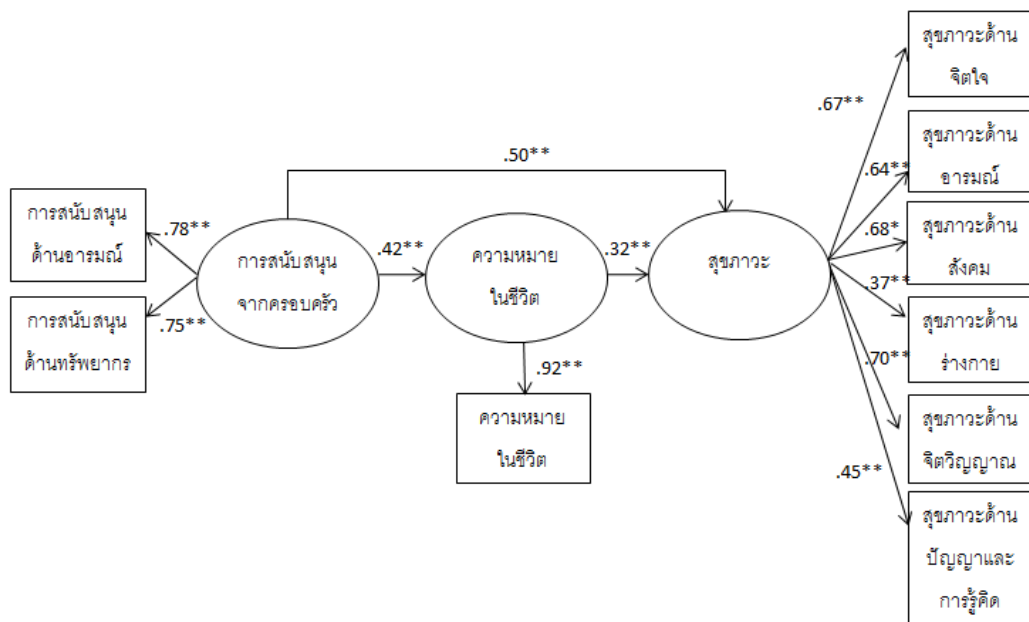 สุขภาวะด้าน
จิตใจ
.67**
.50**
.64**
สุขภาวะด้าน
อารมณ์
การสนับสนุน
ด้านอารมณ์
.78**
การสนับสนุน
จากครอบครัว
.42**
ความหมาย
ในชีวิต
.32**
สุขภาวะ
.68*
สุขภาวะด้าน
สังคม
การสนับสนุน
ด้านทรัพยากร
.75**
.37**
สุขภาวะด้าน
ร่างกาย
.92**
.70**
ความหมาย
ในชีวิต
สุขภาวะด้าน
จิตวิญญาณ
.45**
สุขภาวะด้าน
ปัญญาและ
การรู้คิด